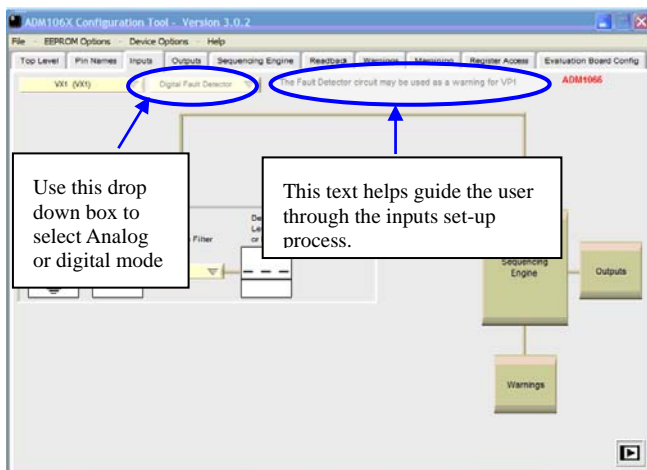 ADM106X Configuration Tool - Version 3.0.2
File EEPROM Options Device Options Help
Top Level Pin Names Inputs Outputs Sequencing Engine Readback Warnings Margining Register Access Evaluation Board Config
VX1 (VX1) Digital Fault Detector The Fault Detector circuit may be used as a warning for VP1 ADM1066
Use this drop
down box to
select Analog
or digital mode
This text helps guide the user
through the inputs set-up
process.
De
Le
or
Filter
Sequencing
Engine
Outputs
Warnings